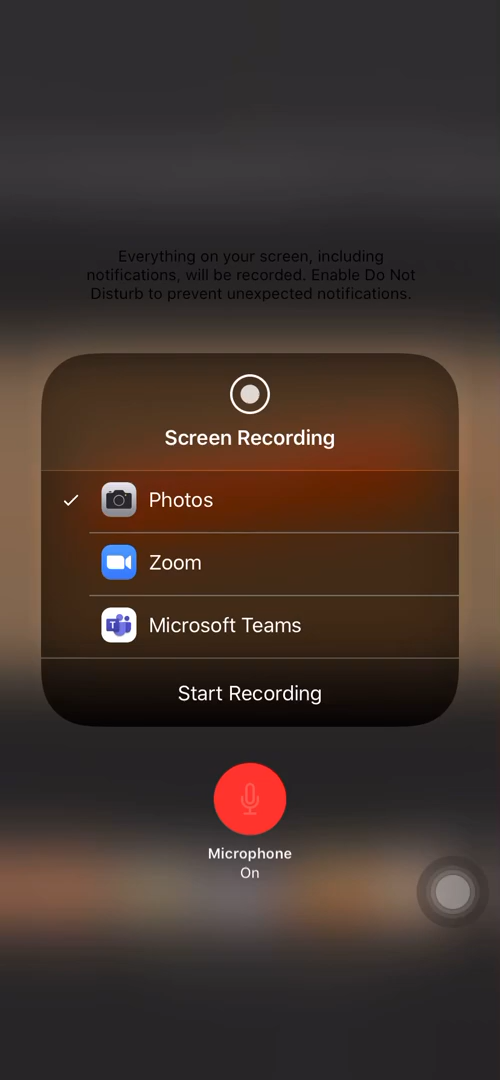 Everything on your screen, including
notifications, will be recorded. Enable Do Not
Disturb to prevent unexpected notifications.
Screen Recording
Photos
Zoom
T
Microsoft Teams
Start Recording
Microphone
On